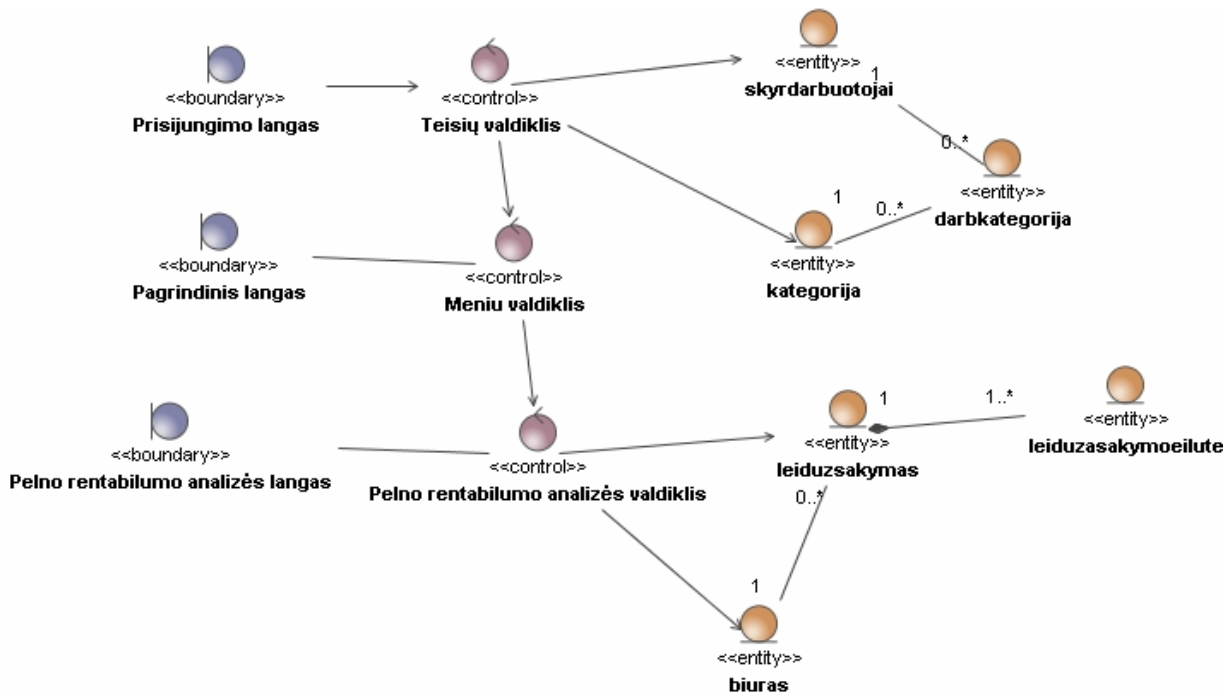 <<entity>>
skyrdarbuotojai
1
<<boundary>>
Prisijungimo langas
<<control>>
Teisių valdiklis
0..*
<<entity>>
darbkategorija
1
0..*
<<entity>>
kategorija
<<boundary>>
Pagrindinis langas
<<control>>
Meniu valdiklis
<<boundary>>
Pelno rentabilumo analizės langas
<<control>>
Pelno rentabilumo analizės valdiklis
1
1..*
<<entity>>
leiduzsakymas
<<entity>>
leiduzasakymoeilute
0..*
1
<<entity>>
biuras